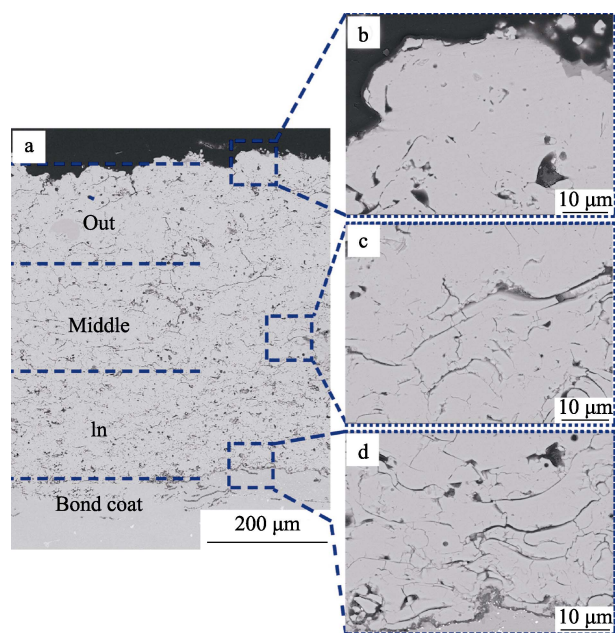 a
Out
Middle
ln
Bond coat
200 μm
b
10 μm
c
10 μm
d
10 μm